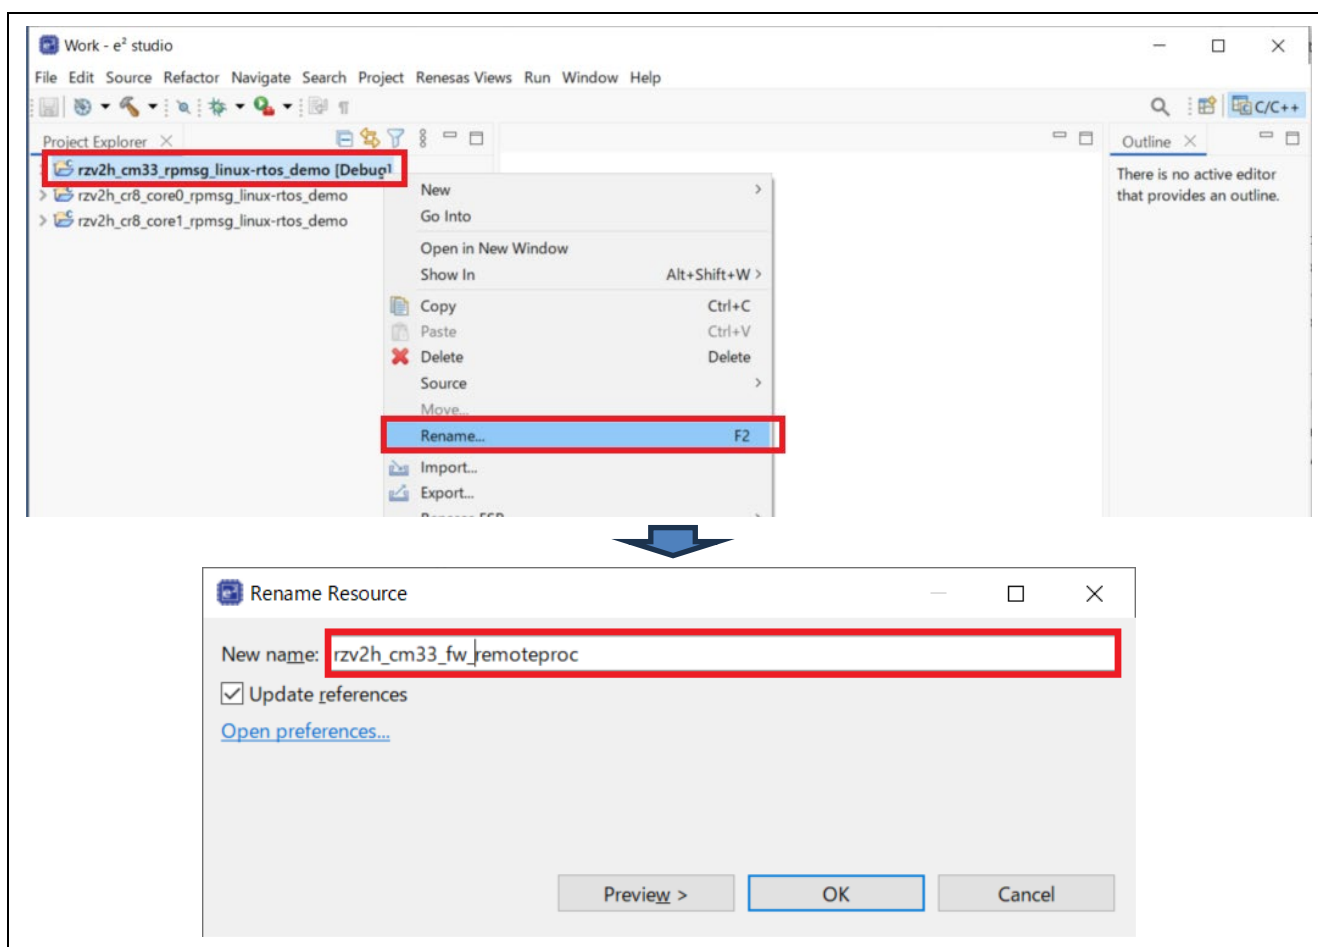 Work - e² studio
File Edit Source Refactor Navigate Search Project Renesas Views Run Window Help
C/C++
Project Explorer
Outline
rzv2h_cm33_rpmsg_linux-rtos_demo [Debug]
rzv2h_cr8_core0_rpmsg_linux-rtos_demo
rzv2h_cr8_core1_rpmsg_linux-rtos_demo
There is no active editor
that provides an outline.
New
Go Into
Open in New Window
Show In Alt+Shift+W >
Copy Ctrl+C
Paste Ctrl+V
Delete Delete
Source
Move...
Rename... F2
Import...
Export...
Rename Resource
New name: rzv2h_cm33_fw_remoteproc
Update references
Open preferences...
Preview > OK Cancel